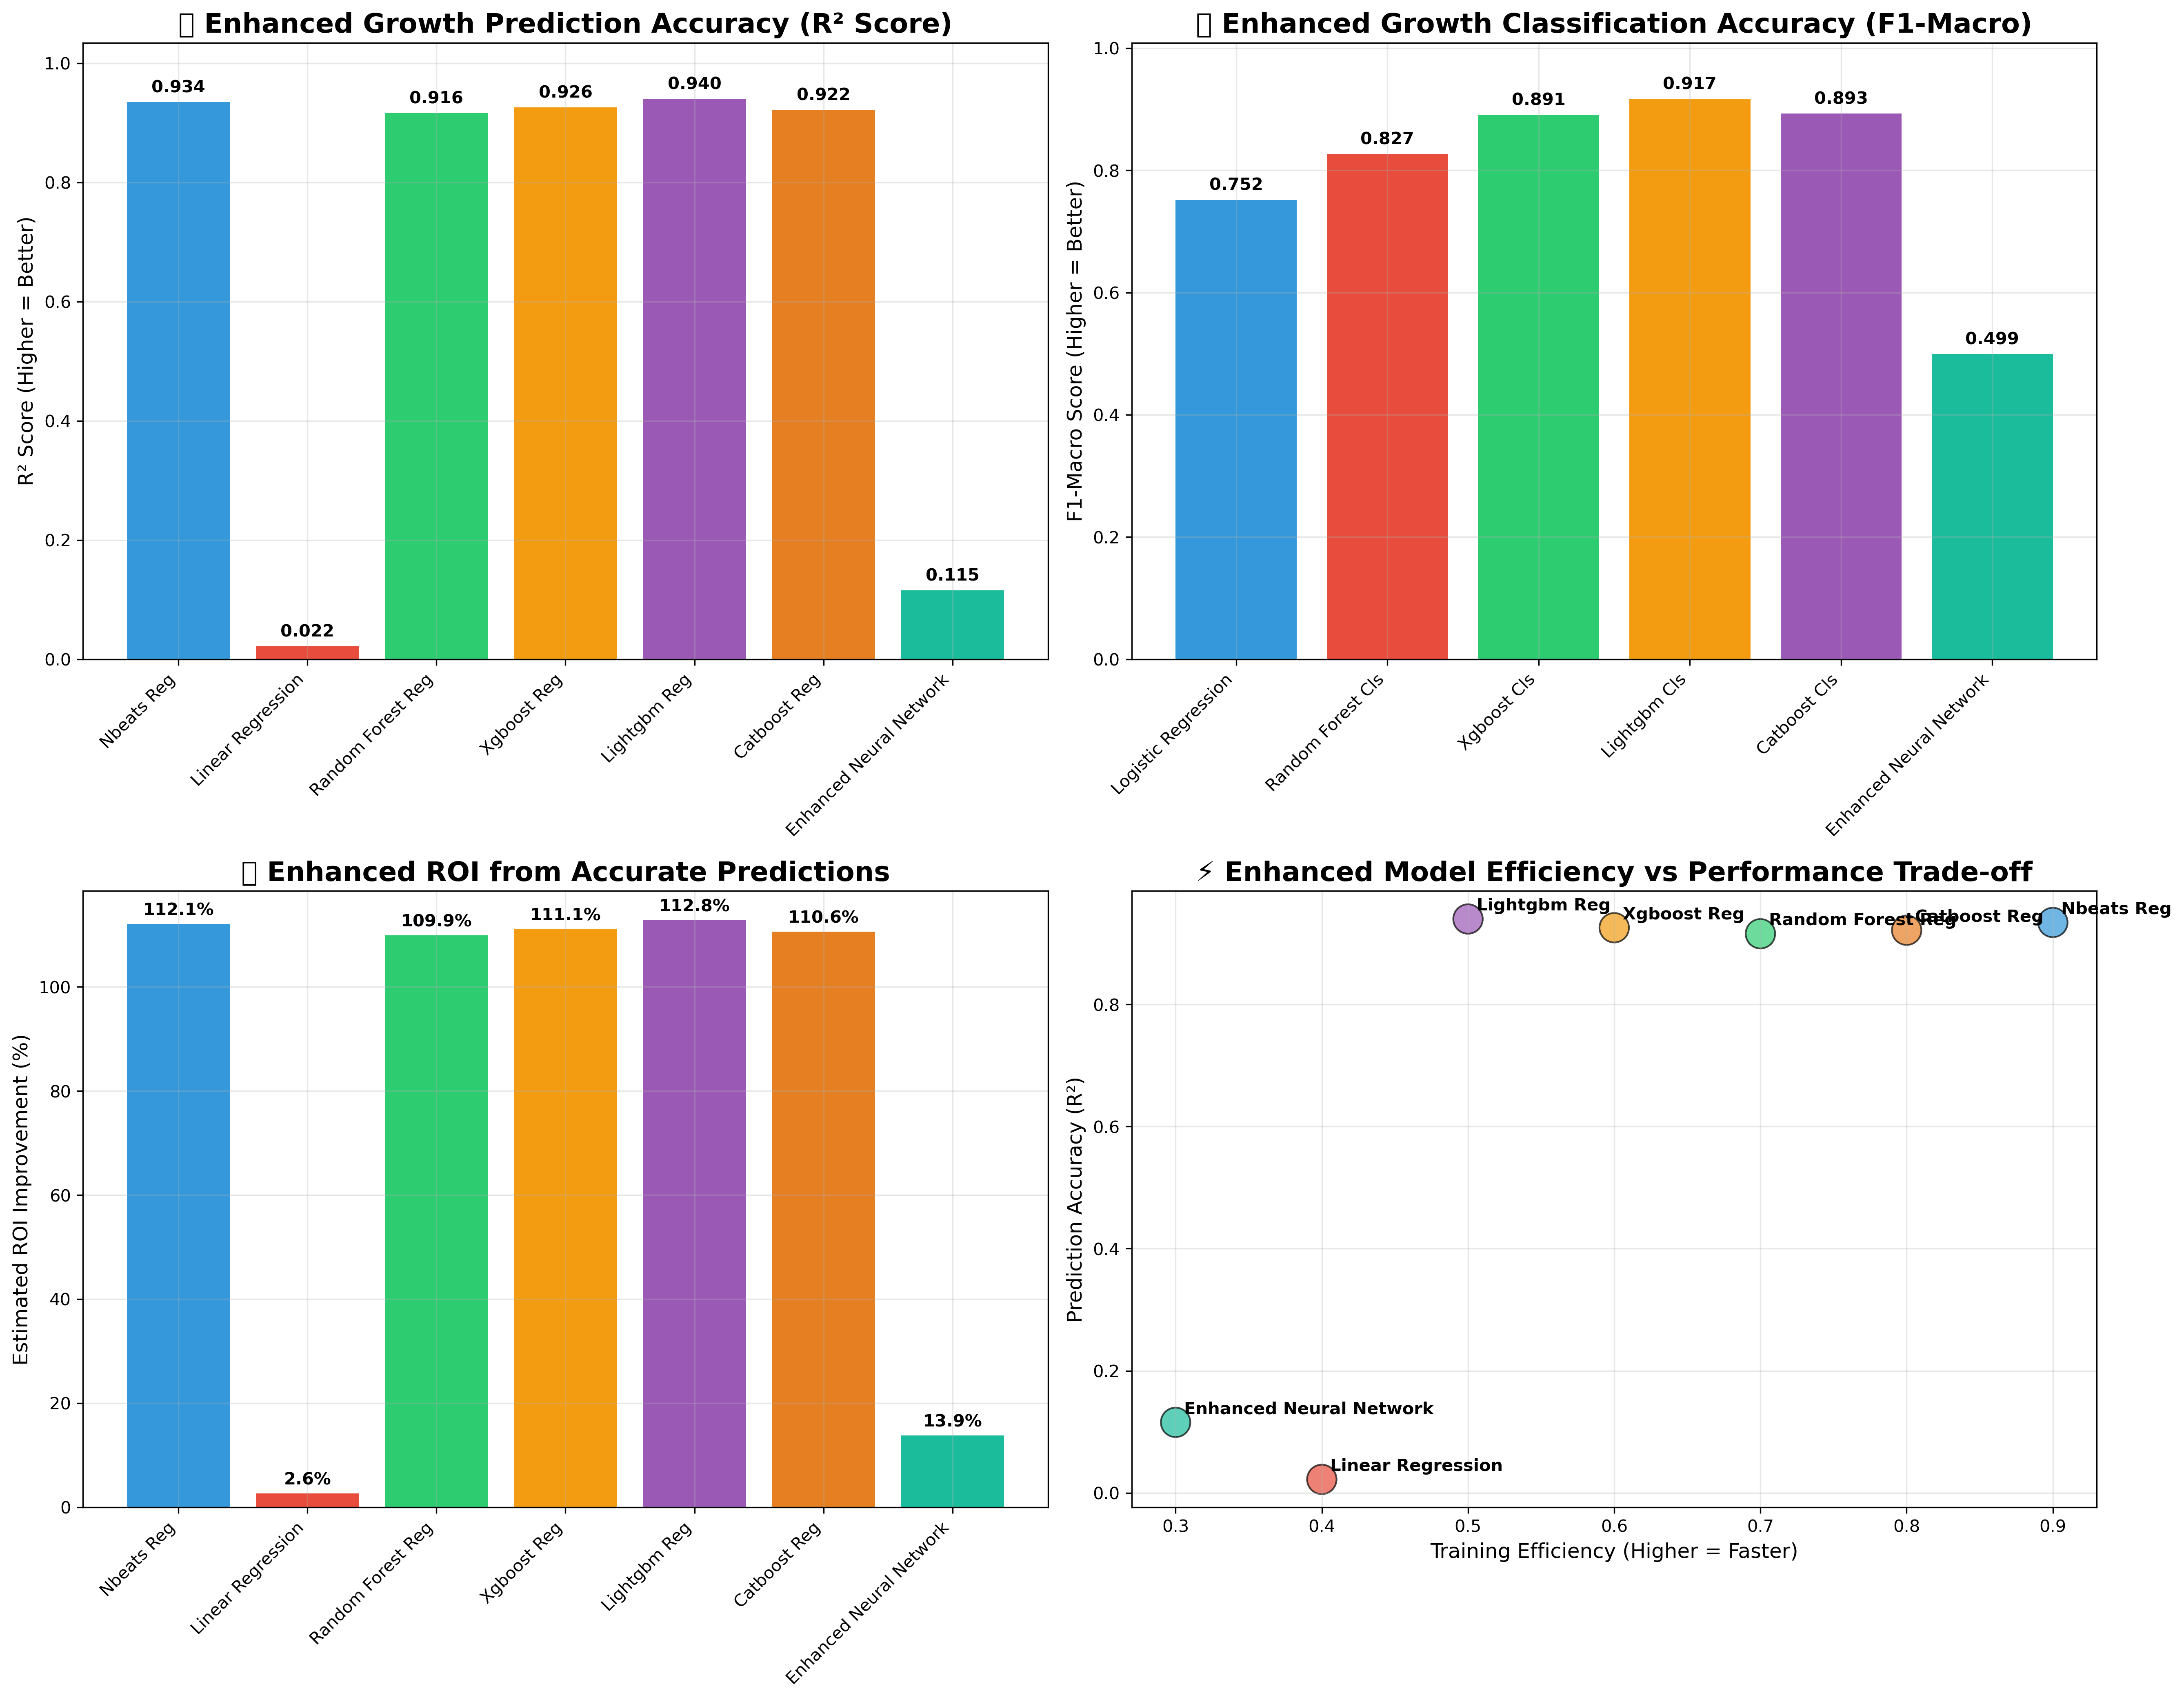 Enhanced Growth Prediction Accuracy (R² Score)
R² Score (Higher = Better)
1.0
0.8
0.6
0.4
0.2
0.0
0.934
0.022
0.916
0.926
0.940
0.922
0.115
Nbeats Reg
Linear Regression
Random Forest Reg
Xgboost Reg
Lightgbm Reg
Catboost Reg
Enhanced Neural Network
Enhanced Growth Classification Accuracy (F1-Macro)
F1-Macro Score (Higher = Better)
1.0
0.8
0.6
0.4
0.2
0.0
0.752
0.827
0.891
0.917
0.893
0.499
Logistic Regression
Random Forest Cls
Xgboost Cls
Lightgbm Cls
Catboost Cls
Enhanced Neural Network
Enhanced ROI from Accurate Predictions
Estimated ROI Improvement (%)
100
80
60
40
20
0
112.1%
2.6%
109.9%
111.1%
112.8%
110.6%
13.9%
Nbeats Reg
Linear Regression
Random Forest Reg
Xgboost Reg
Lightgbm Reg
Catboost Reg
Enhanced Neural Network
⚡ Enhanced Model Efficiency vs Performance Trade-off
Prediction Accuracy (R²)
0.8
0.6
0.4
0.2
0.0
Lightgbm Reg
Xgboost Reg
Random Forest Reg
Catboost Reg
Nbeats Reg
Enhanced Neural Network
Linear Regression
0.3
0.4
0.5
0.6
0.7
0.8
0.9
Training Efficiency (Higher = Faster)